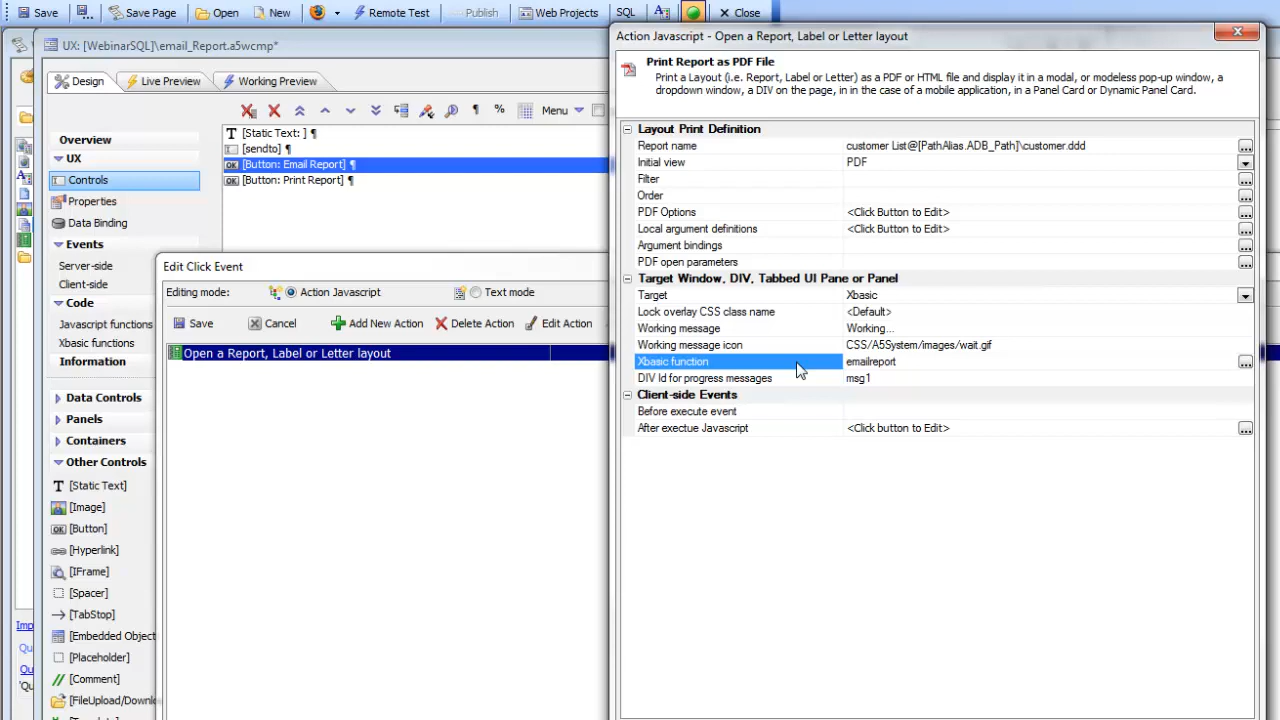 Save
Save Page
Open
New
Remote Test
Publish
Web Projects
SQL
A
Close
UX: [WebinarSQL]\email_Report.a5wcmp*
Design
Live Preview
Working Preview
¶
%
Menu
Overview
UX
Controls
Properties
Data Binding
Events
Server-side
Client-side
Code
Javascript functions
Xbasic functions
Information
Data Controls
Panels
Containers
Other Controls
[Static Text]
[Image]
[Button]
[Hyperlink]
[IFrame]
[Spacer]
[TabStop]
[Embedded Object
[Placeholder]
[Comment]
[FileUpload/Downlo
T [Static Text: ] ¶
[sendto] ¶
OK [Button: Email Report] ¶
OK [Button: Print Report] ¶
Edit Click Event
Editing mode: Action Javascript Text mode
Save Cancel Add New Action Delete Action Edit Action
Open a Report, Label or Letter layout
Action Javascript - Open a Report, Label or Letter layout
Print Report as PDF File
Print a Layout (i.e. Report, Label or Letter) as a PDF or HTML file and display it in a modal, or modeless pop-up window, a
dropdown window, a DIV on the page, in in the case of a mobile application, in a Panel Card or Dynamic Panel Card.
Layout Print Definition
Report name customer List@[PathAlias.ADB_Path]\customer.ddd
Initial view PDF
Filter
Order
PDF Options <Click Button to Edit>
Local argument definitions <Click Button to Edit>
Argument bindings
PDF open parameters
Target Window, DIV, Tabbed UI Pane or Panel
Target Xbasic
Lock overlay CSS class name <Default>
Working message Working...
Working message icon CSS/A5System/images/wait.gif
Xbasic function emailreport
DIV Id for progress messages msg1
Client-side Events
Before execute event
After exectue Javascript <Click button to Edit>